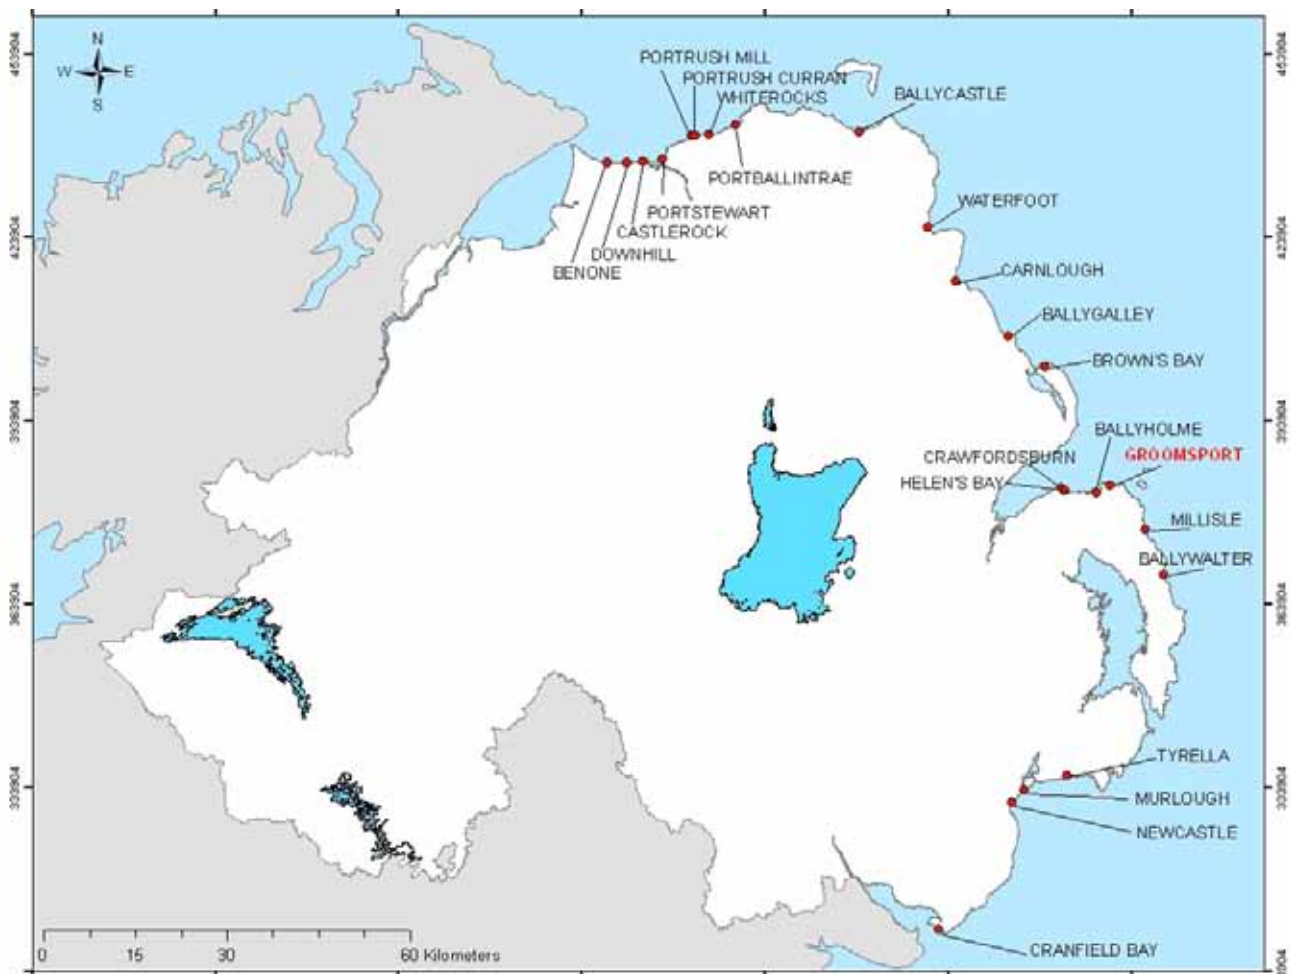 N
W E
S
463904
463904
PORTRUSH MILL
PORTRUSH CURRAN
WHITEROCKS
BALLYCASTLE
PORTBALLINTRAE
PORTSTEWART
CASTLEROCK
DOWNHILL
BENONE
WATERFOOT
423904
423904
CARNLOUGH
BALLYGALLEY
BROWN'S BAY
393904
393904
BALLYHOLME
CRAWFORDSBURN
GROOMSPORT
HELEN'S BAY
MILLISLE
BALLYWALTER
363904
363904
TYRELLA
333904
333904
MURLOUGH
NEWCASTLE
CRANFIELD BAY
0 15 30 60 Kilometers